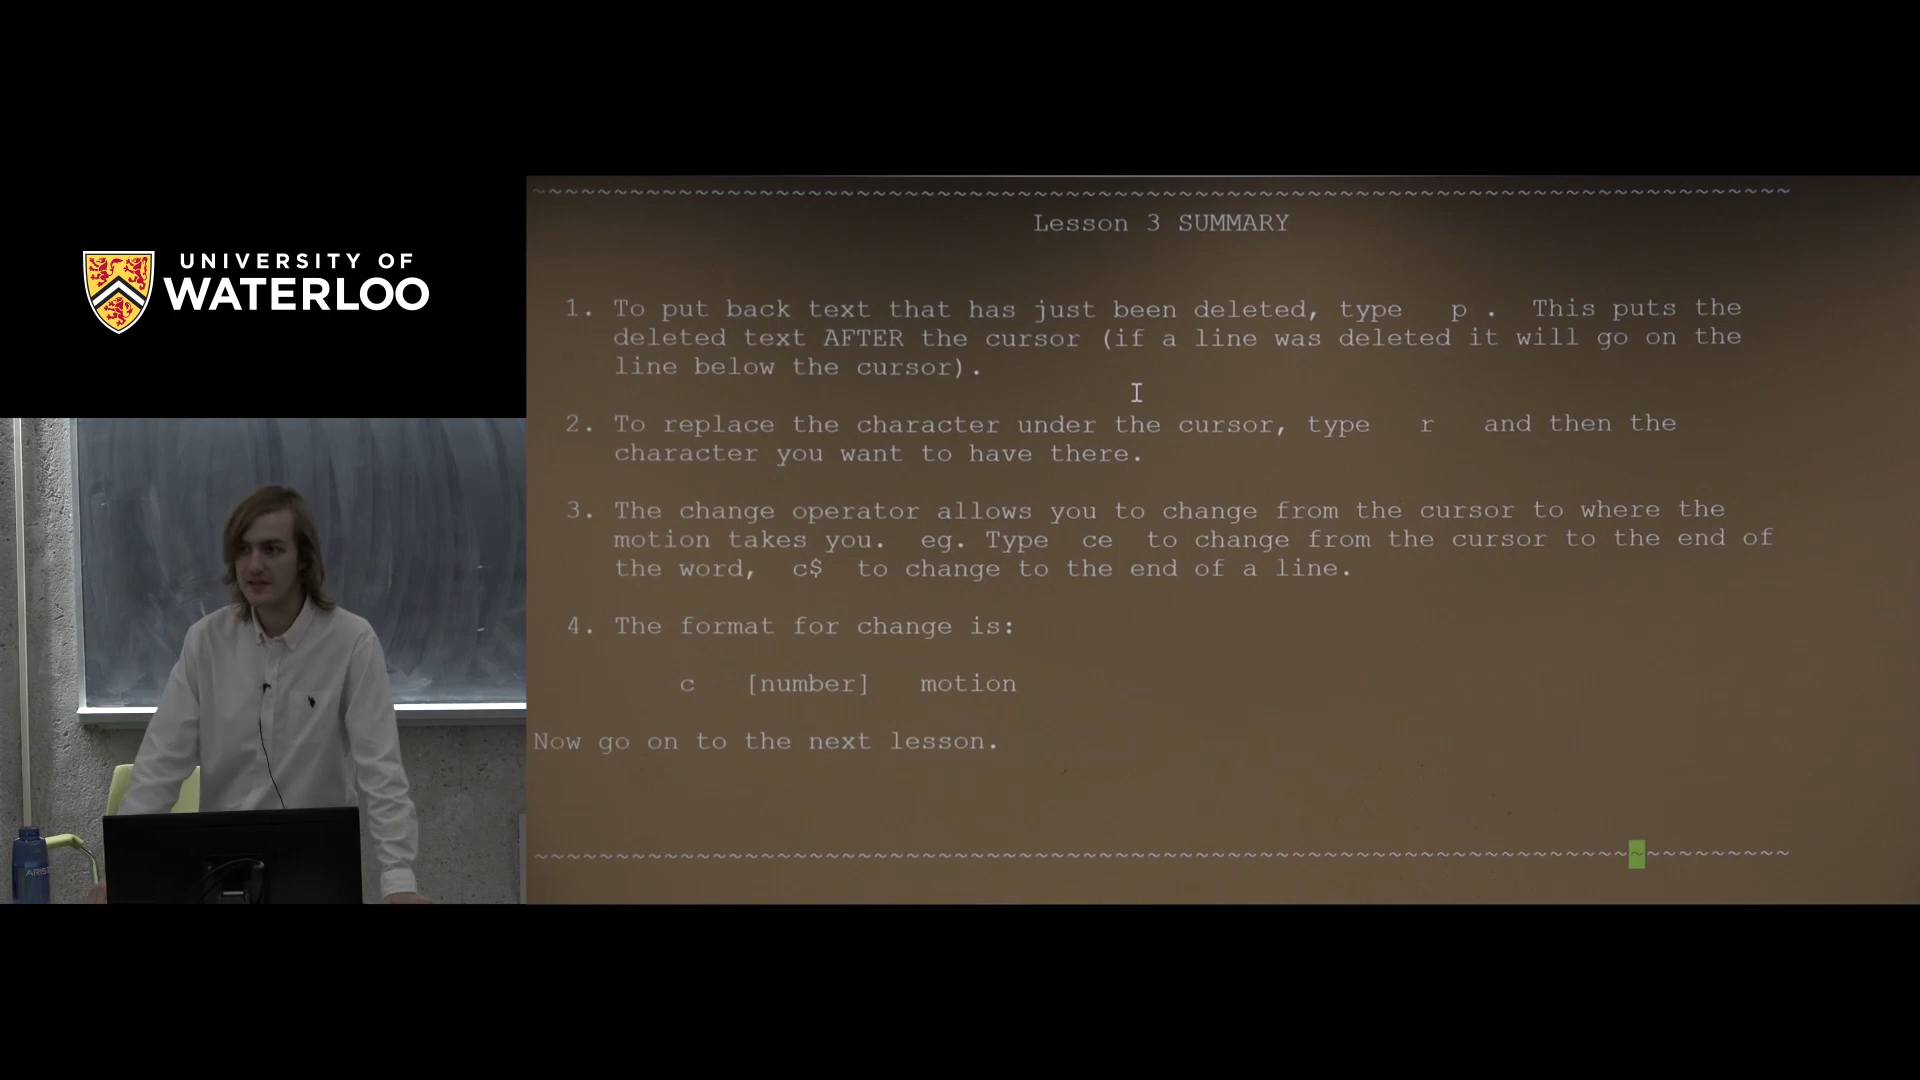 UNIVERSITY OF
WATERLOO
~~~~~~~~~~~~~~~~~~~~~~~~~~~~~~~~~~~~~~~~~~~~~~~~~~~~~~~~~~~~~~~~~~~~~~~~~~~~~~
Lesson 3 SUMMARY
1. To put back text that has just been deleted, type   p .  This puts the
deleted text AFTER the cursor (if a line was deleted it will go on the
line below the cursor).
2. To replace the character under the cursor, type   r   and then the
character you want to have there.
3. The change operator allows you to change from the cursor to where the
motion takes you.  eg. Type  ce  to change from the cursor to the end of
the word,  c$  to change to the end of a line.
4. The format for change is:
c   [number]   motion
Now go on to the next lesson.
~~~~~~~~~~~~~~~~~~~~~~~~~~~~~~~~~~~~~~~~~~~~~~~~~~~~~~~~~~~~~~~~~~~~~~~~~~~~~~